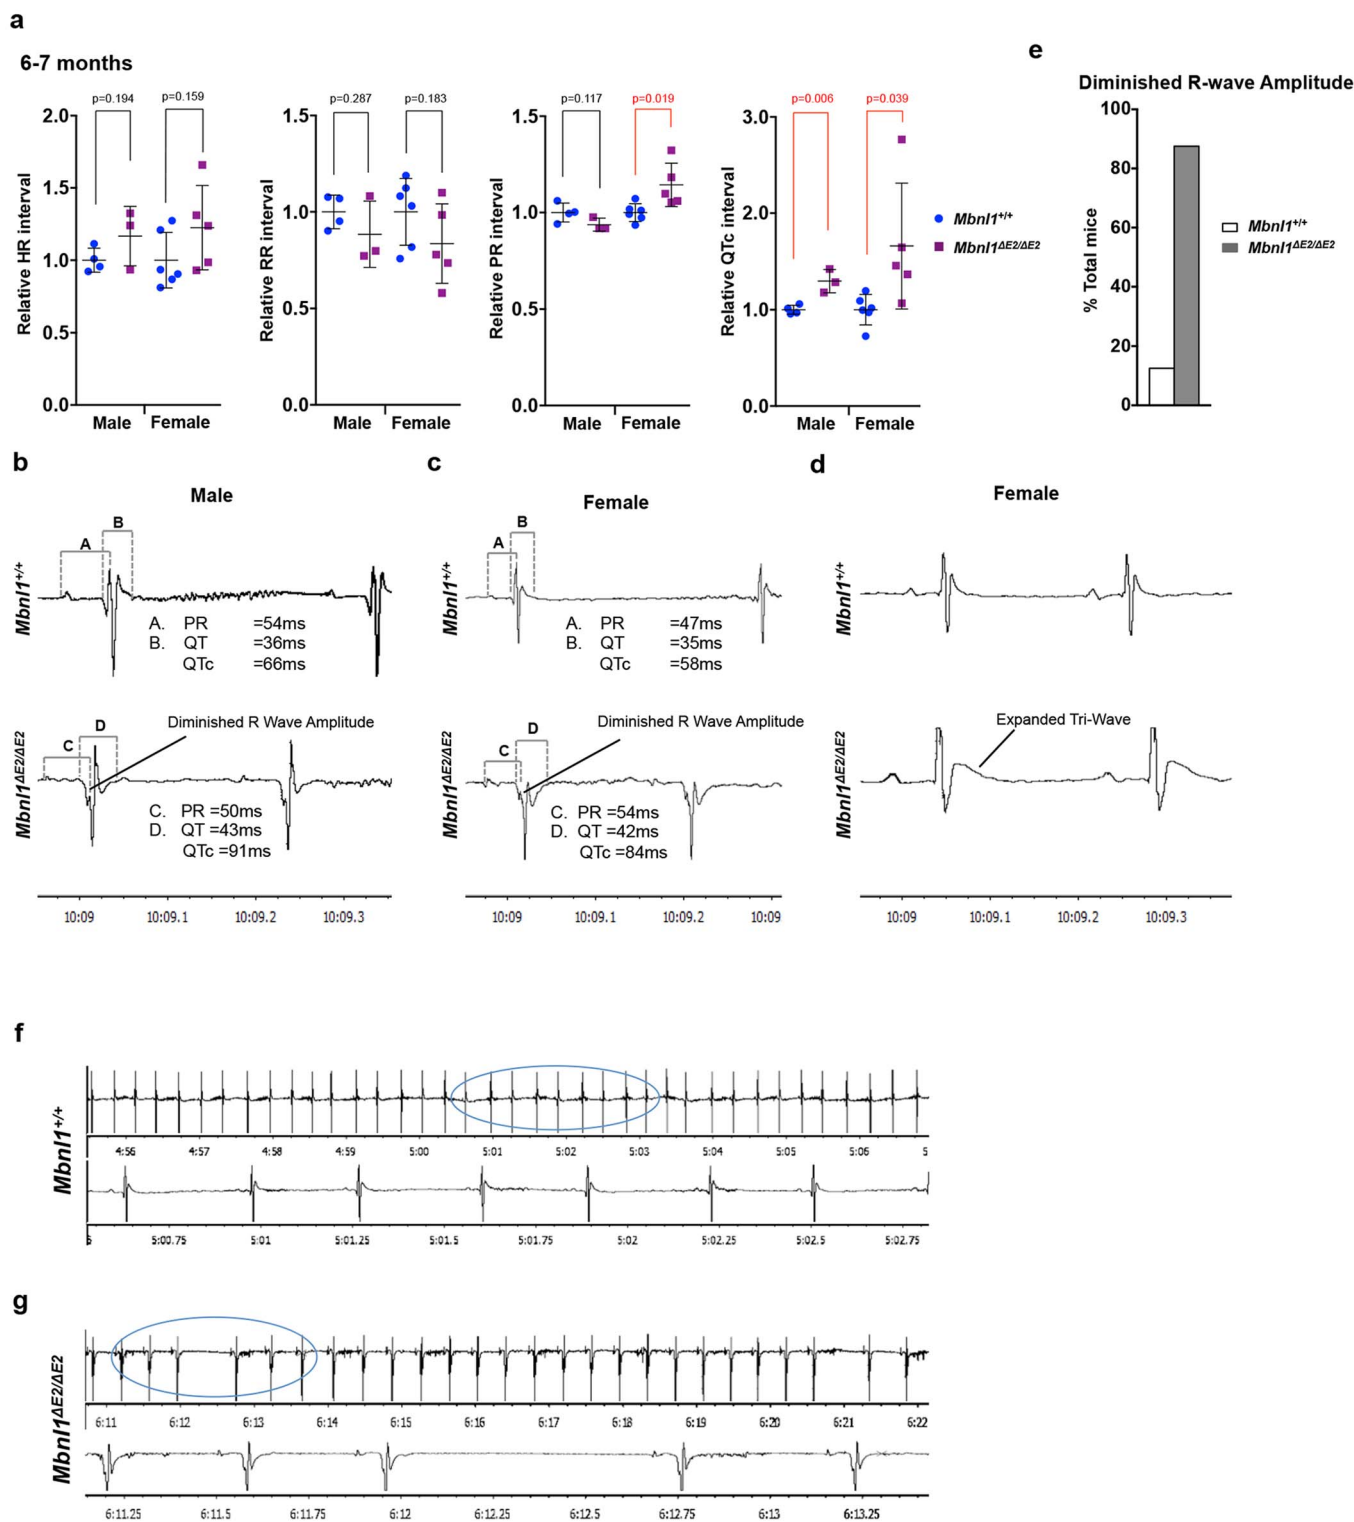 a
6-7 months
p=0.194 p=0.159
Relative HR interval
2.0
1.5
1.0
0.5
0.0
Male Female
p=0.287 p=0.183
Relative RR interval
1.5
1.0
0.5
0.0
Male Female
p=0.117 p=0.019
Relative PR interval
1.5
1.0
0.5
0.0
Male Female
p=0.006 p=0.039
Relative QTc interval
3.0
2.0
1.0
0.0
Male Female
Mbnl1+/+
Mbnl1ΔE2/ΔE2
e
Diminished R-wave Amplitude
% Total mice
100
80
60
40
20
0
Mbnl1+/+
Mbnl1ΔE2/ΔE2
b
Male
Mbnl1+/+
A
B
A. PR =54ms
B. QT =36ms
QTc =66ms
Mbnl1ΔE2/ΔE2
C
D
Diminished R Wave Amplitude
C. PR =50ms
D. QT =43ms
QTc =91ms
10:09 10:09.1 10:09.2 10:09.3
c
Female
Mbnl1+/+
A
B
A. PR =47ms
B. QT =35ms
QTc =58ms
Mbnl1ΔE2/ΔE2
C
D
Diminished R Wave Amplitude
C. PR =54ms
D. QT =42ms
QTc =84ms
10:09 10:09.1 10:09.2 10:09
d
Female
Mbnl1+/+
Mbnl1ΔE2/ΔE2
Expanded Tri-Wave
10:09 10:09.1 10:09.2 10:09.3
f
Mbnl1+/+
4:56 4:57 4:58 4:59 5:00 5:01 5:02 5:03 5:04 5:05 5:06 5
5:00.75 5:01 5:01.25 5:01.5 5:01.75 5:02 5:02.25 5:02.5 5:02.75
g
Mbnl1ΔE2/ΔE2
6:11 6:12 6:13 6:14 6:15 6:16 6:17 6:18 6:19 6:20 6:21 6:22
6:11.25 6:11.5 6:11.75 6:12 6:12.25 6:12.5 6:12.75 6:13 6:13.25